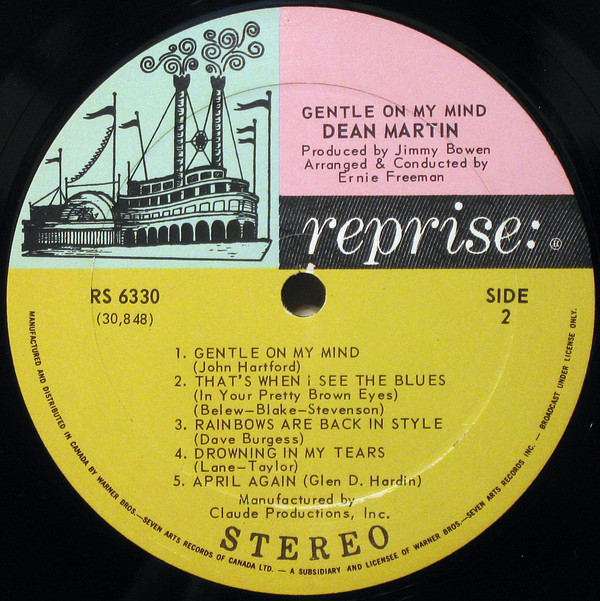 GENTLE ON MY MIND
DEAN MARTIN
Produced by Jimmy Bowen
Arranged & Conducted by
Ernie Freeman
reprise: ®
RS 6330
(30,848)
SIDE
2
1. GENTLE ON MY MIND
(John Hartford)
2. THAT'S WHEN i SEE THE BLUES
(In Your Pretty Brown Eyes)
(Belew-Blake-Stevenson)
3. RAINBOWS ARE BACK IN STYLE
(Dave Burgess)
4. DROWNING IN MY TEARS
(Lane-Taylor)
5. APRIL AGAIN (Glen D. Hardin)
Manufactured by
Claude Productions, Inc.
STEREO
MANUFACTURED AND DISTRIBUTED IN CANADA BY WARNER BROS.—SEVEN ARTS RECORDS OF CANADA LTD. — A SUBSIDIARY AND LICENSEE OF WARNER BROS.—SEVEN ARTS RECORDS INC. — BROADCAST UNDER LICENSE ONLY.